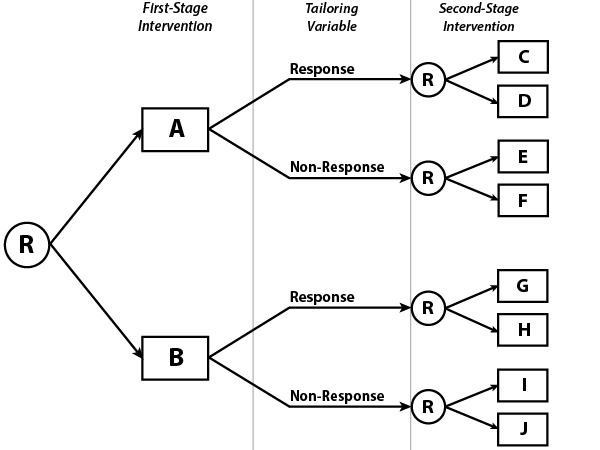 First-Stage
Intervention
Tailoring
Variable
Second-Stage
Intervention
R
A
Response
R
C
D
Non-Response
R
E
F
B
Response
R
G
H
Non-Response
R
I
J